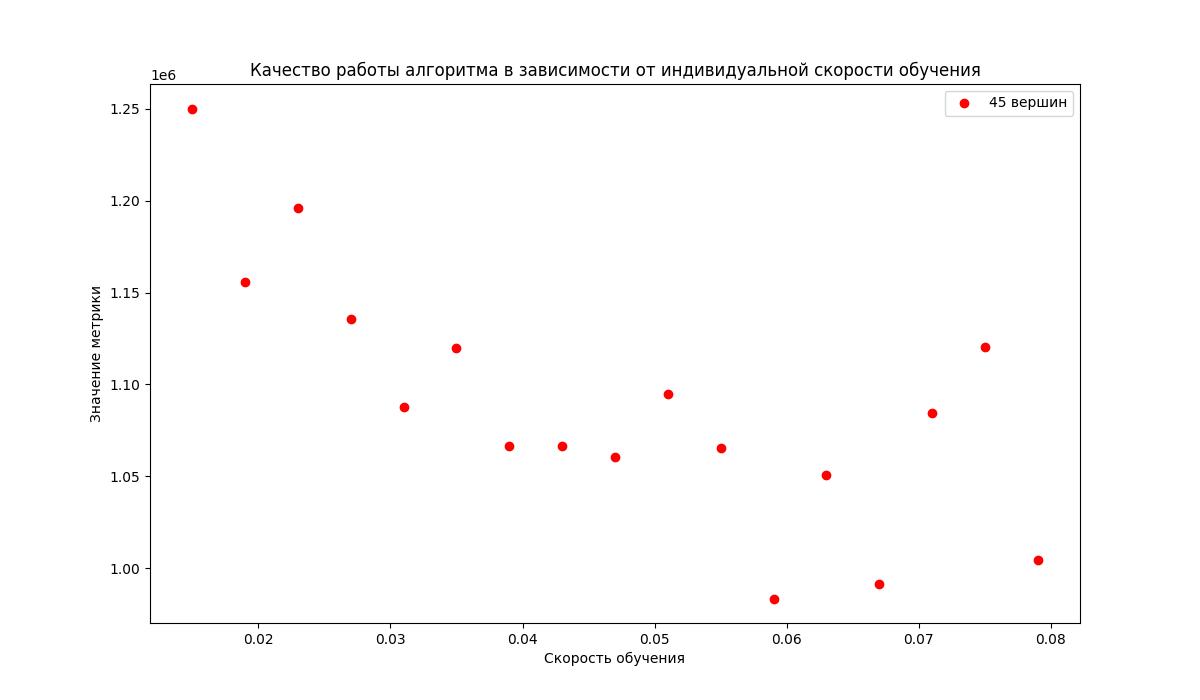 Качество работы алгоритма в зависимости от индивидуальной скорости обучения
1e6
45 вершин
1.25
1.20
1.15
1.10
1.05
1.00
Значение метрики
0.02 0.03 0.04 0.05 0.06 0.07 0.08
Скорость обучения